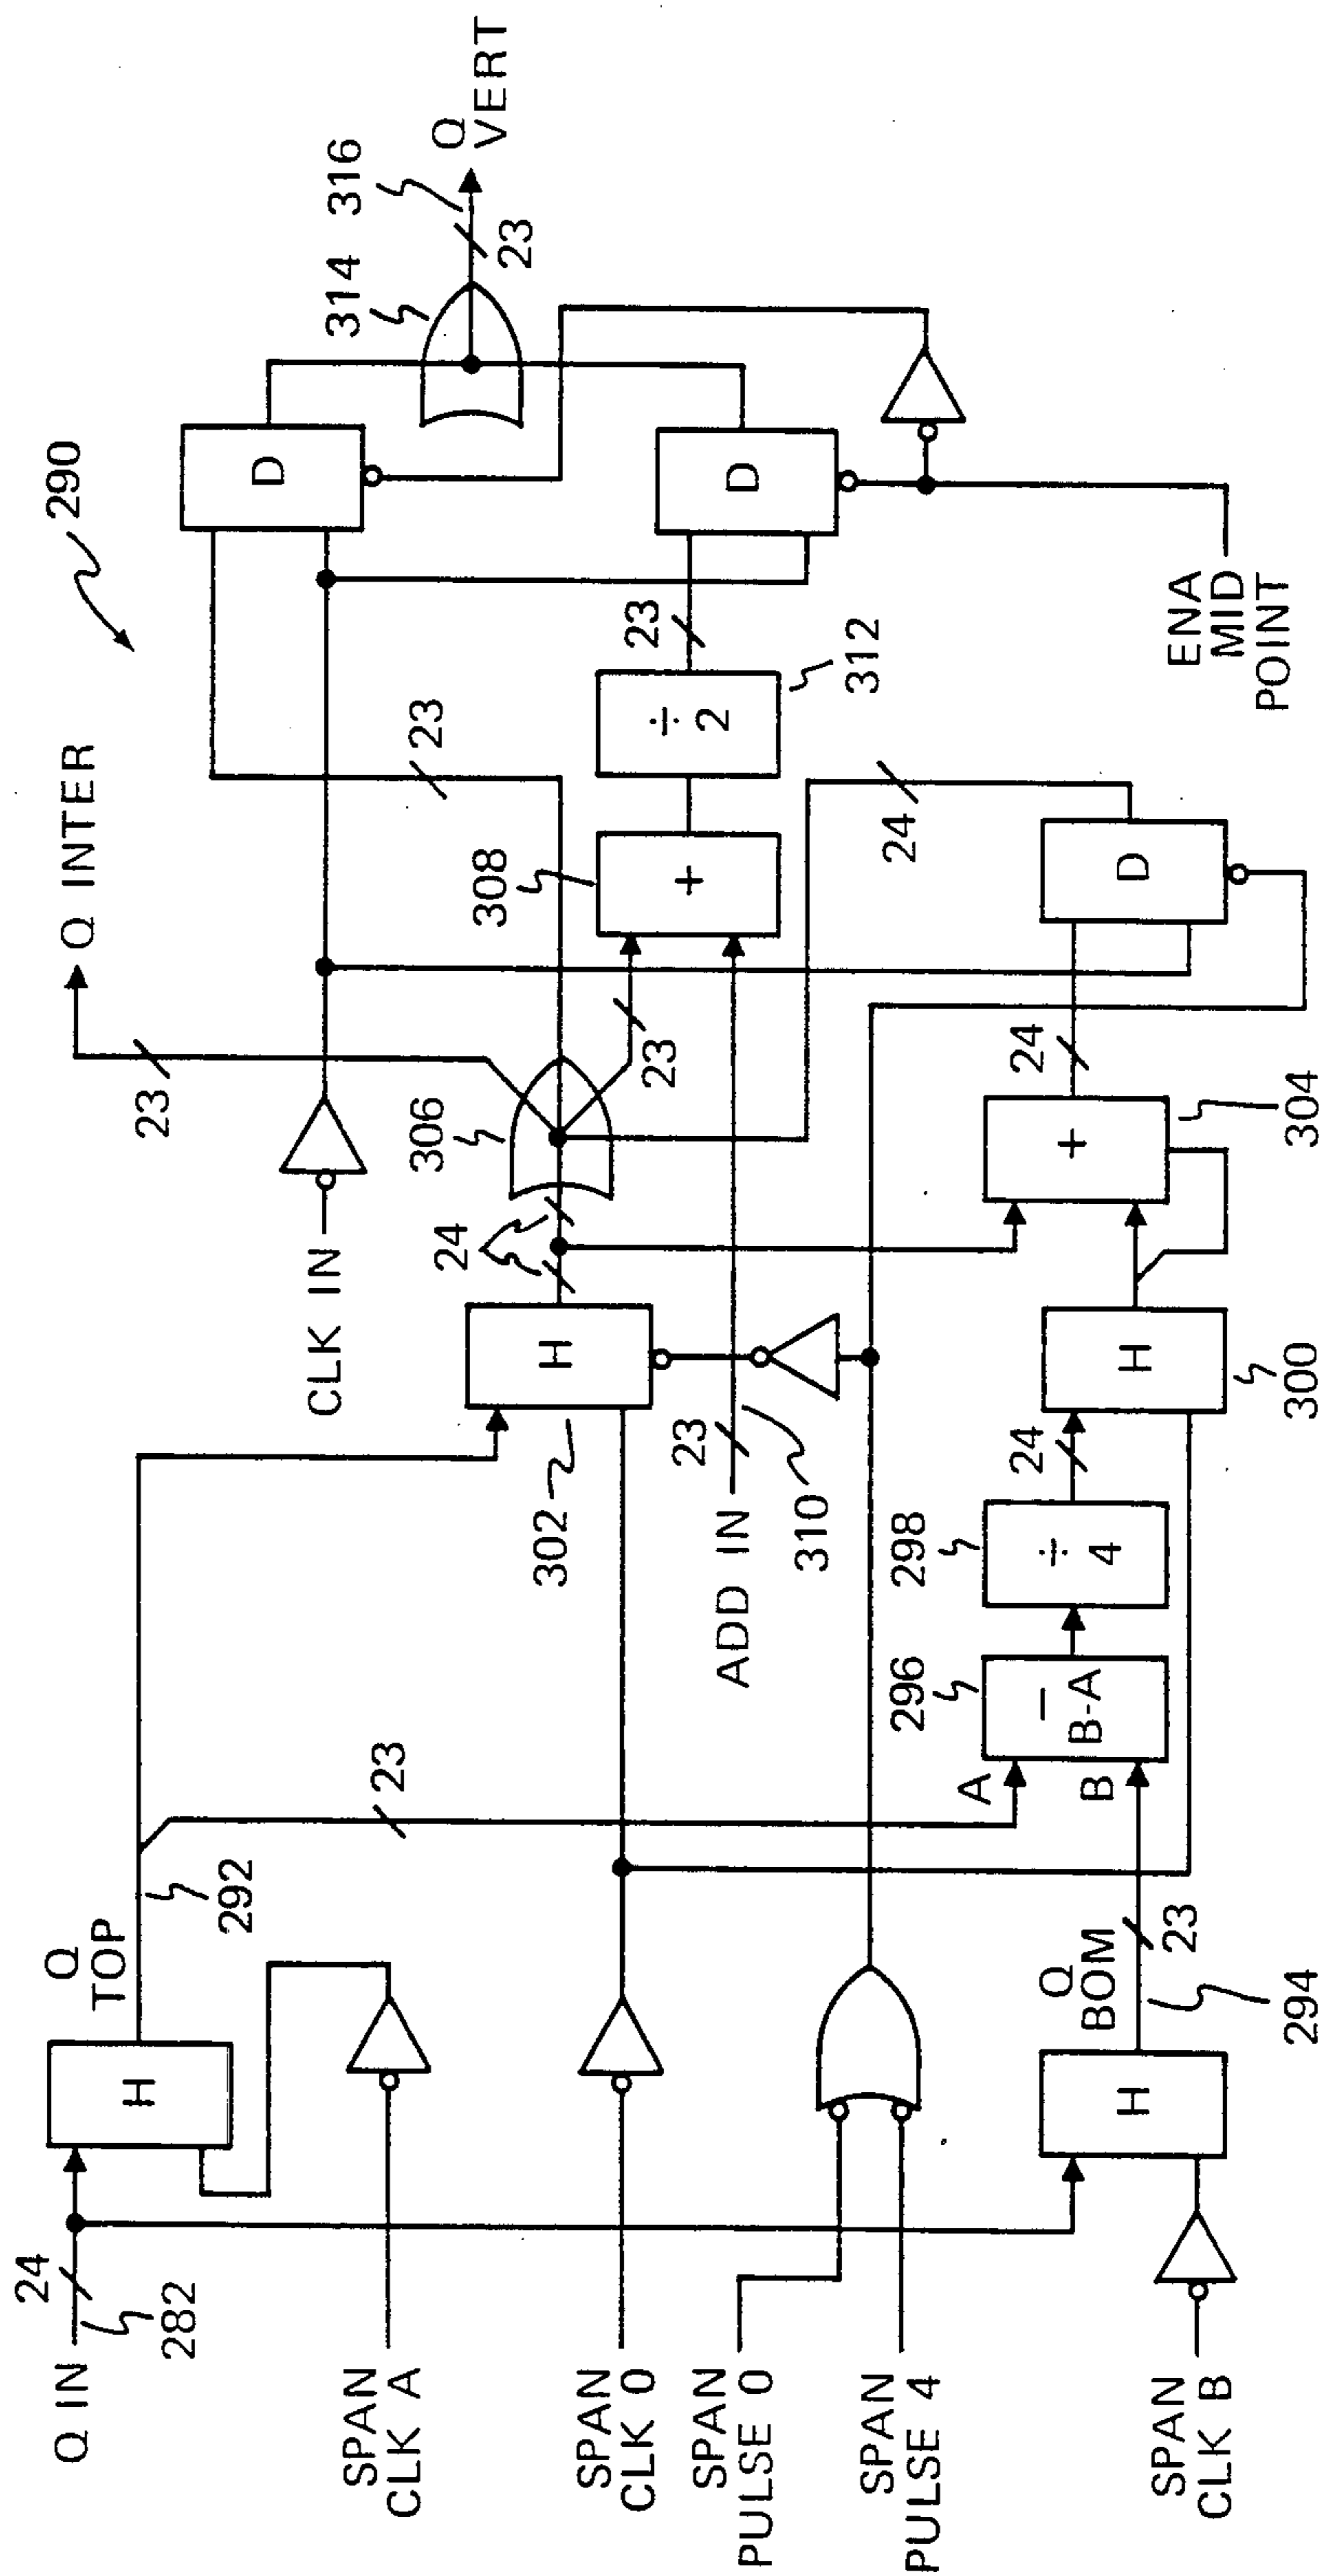 290
Q IN
24
282
Q
TOP
292
Q INTER
23
SPAN
CLK A
H
23
CLK IN
D
SPAN
CLK 0
302
H
24
306
23
314
316
Q
VERT
23
SPAN
PULSE 0
ADD IN
23
310
23
308
+
÷
2
312
23
D
SPAN
PULSE 4
296
A
B
–
B-A
298
÷
4
24
H
300
+
304
24
24
D
ENA
MID
POINT
SPAN
CLK B
H
Q
BOM
23
294